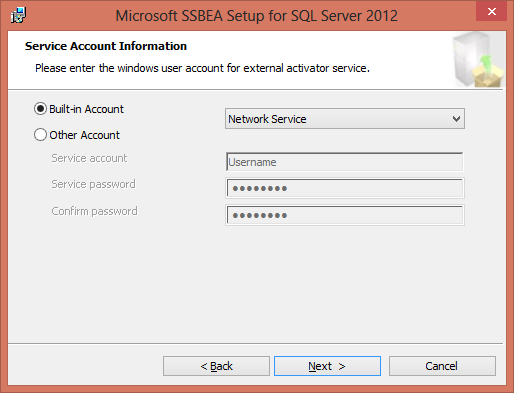 Microsoft SSBEA Setup for SQL Server 2012
Service Account Information
Please enter the windows user account for external activator service.
Built-in Account
Network Service
Other Account
Service account
Username
Service password
••••••••
Confirm password
••••••••
< Back
Next >
Cancel